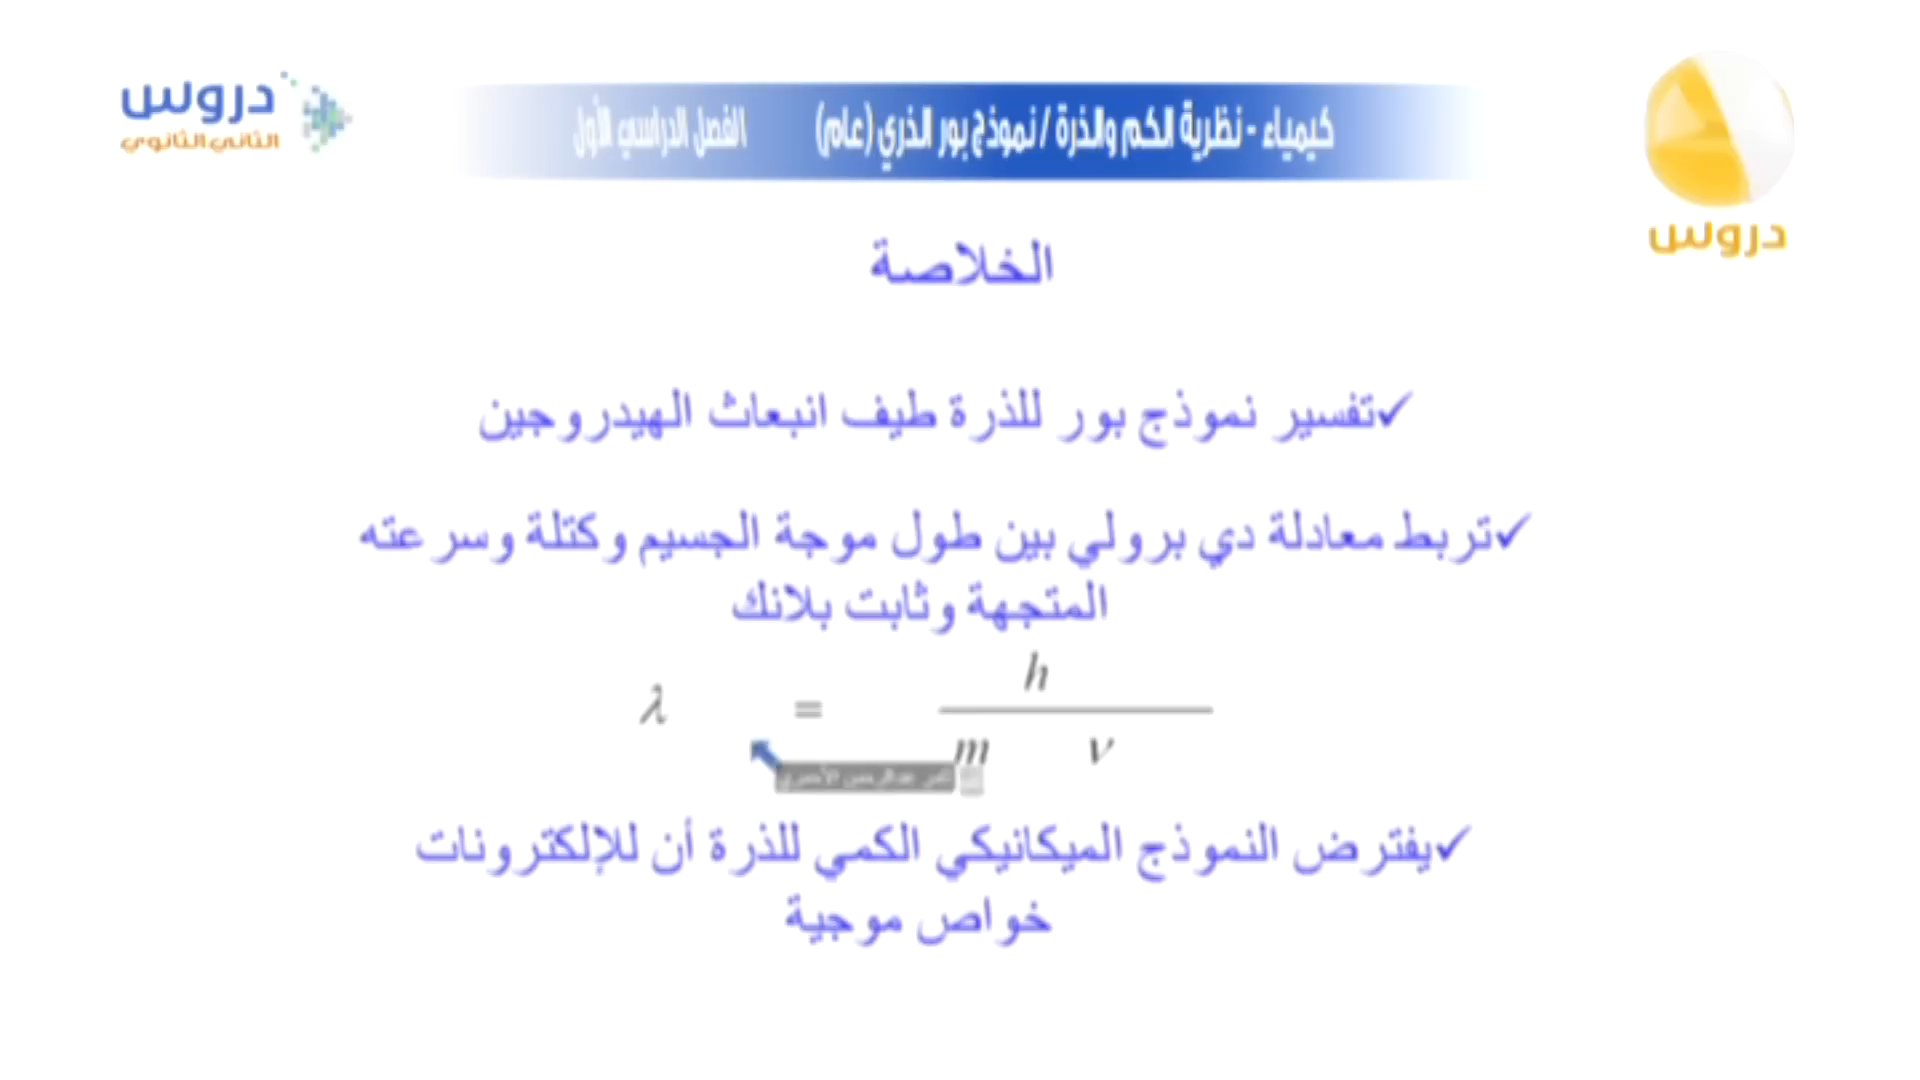 دروس
الثاني الثانوي
كيمياء - نظرية الكم والذرة / نموذج بور الذري (عام) الفصل الدراسي الأول
دروس
الخلاصة
✓تفسير نموذج بور للذرة طيف انبعاث الهيدروجين
✓تربط معادلة دي برولي بين طول موجة الجسيم وكتلة وسرعته
المتجهة وثابت بلانك
h
λ =
m v
✓يفترض النموذج الميكانيكي الكمي للذرة أن للإلكترونات
خواص موجية